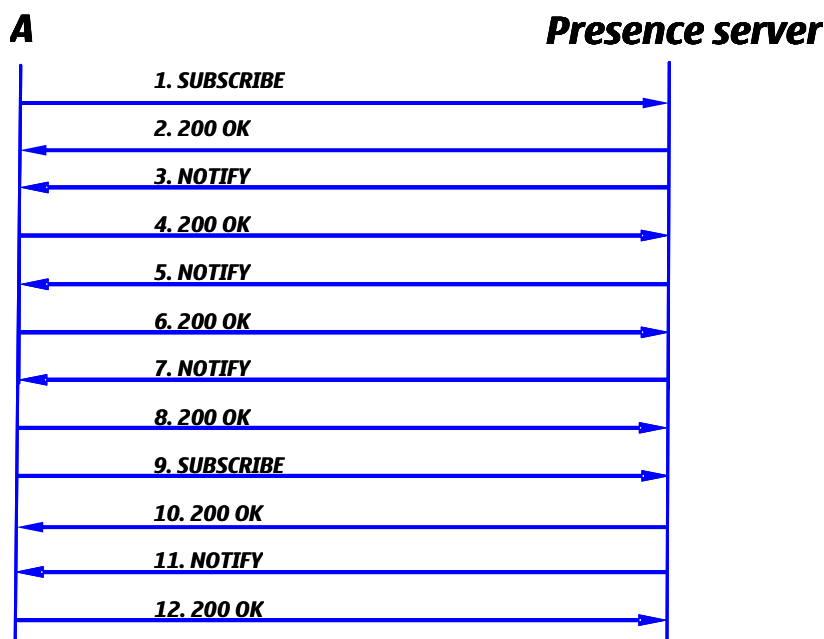 A
Presence server
1. SUBSCRIBE
2. 200 OK
3. NOTIFY
4. 200 OK
5. NOTIFY
6. 200 OK
7. NOTIFY
8. 200 OK
9. SUBSCRIBE
10. 200 OK
11. NOTIFY
12. 200 OK